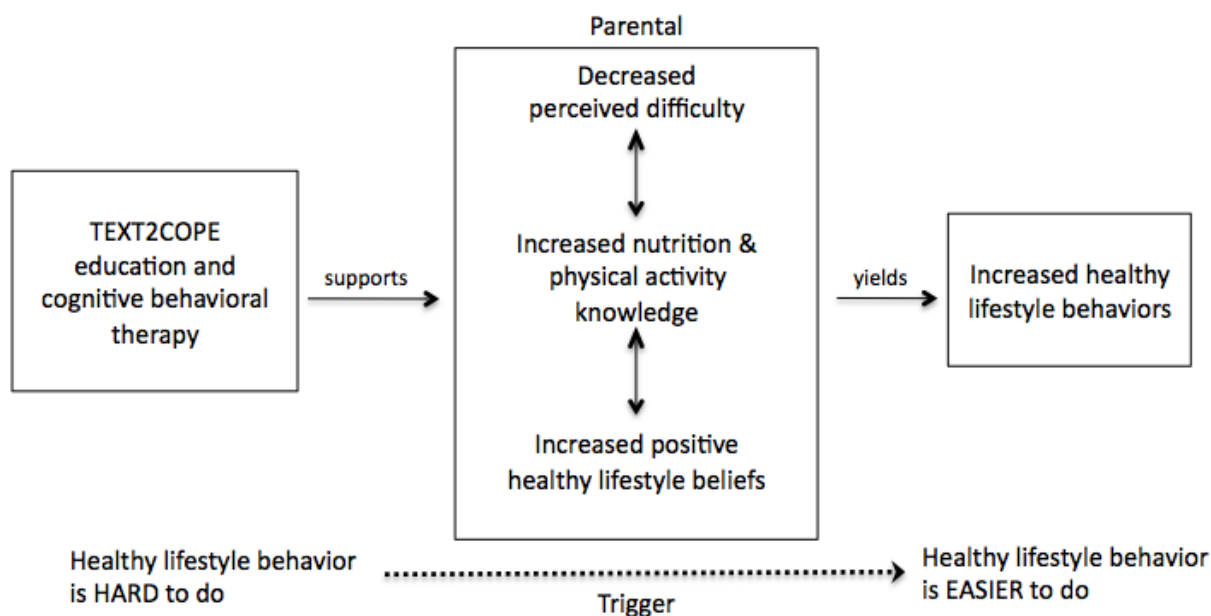 Parental
Decreased
perceived difficulty
TEXT2COPE
education and
cognitive behavioral
therapy
supports
Increased nutrition &
physical activity
knowledge
yields
Increased healthy
lifestyle behaviors
Increased positive
healthy lifestyle beliefs
Healthy lifestyle behavior
is HARD to do
Trigger
Healthy lifestyle behavior
is EASIER to do